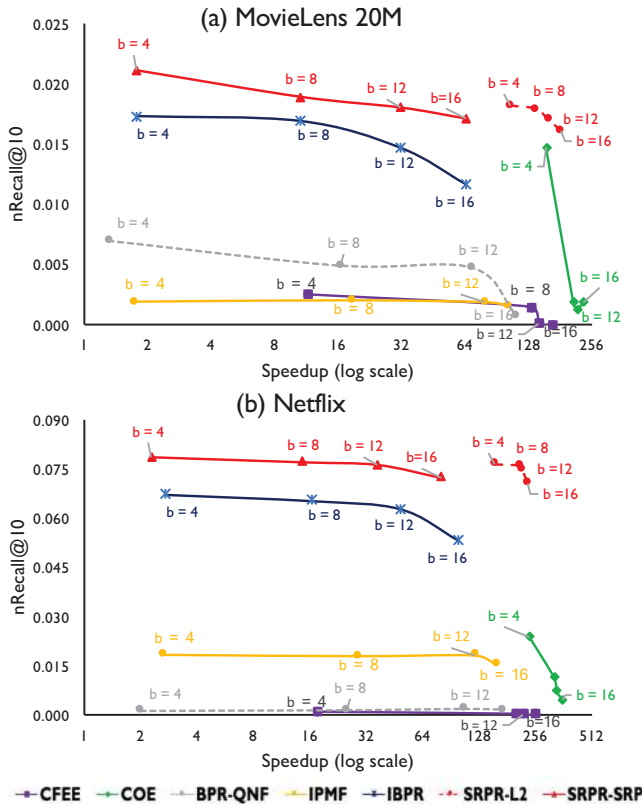 (a) MovieLens 20M
nRecall@10
0.025
0.020
0.015
0.010
0.005
0.000
b = 4
b = 8
b = 12
b=16
b = 4
b = 8
b=12
b=16
b = 4
b = 8
b = 12
b = 16
b = 4
b = 16
b = 12
b = 4
b = 8
b = 12
b = 16
b = 4
b = 8
b=12
b = 4
b = 8
b=12
b=16
1 2 4 8 16 32 64 128 256
Speedup (log scale)
(b) Netflix
nRecall@10
0.090
0.075
0.060
0.045
0.030
0.015
0.000
b = 4
b = 8
b = 12
b=16
b = 4
b = 8
b=12
b=16
b = 4
b = 8
b = 12
b = 16
b = 4
b = 16
b = 4
b = 8
b=12
b = 16
b = 4
b = 8
b = 12
b = 4
b=12
b=16
1 2 4 8 16 32 64 128 256 512
Speedup (log scale)
CFEE COE BPR-QNF IPMF IBPR SRPR-L2 SRPR-SRP